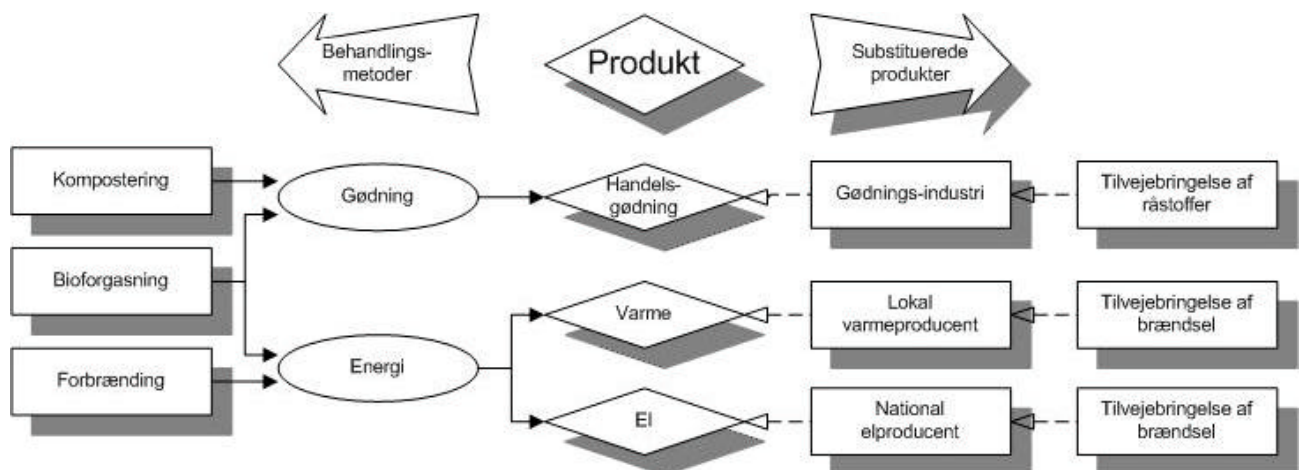 Behandlings-
metoder
Produkt
Substituerede
produkter
Kompostering
Gødning
Handels-
gødning
Gødnings-industri
Tilvejebringelse af
råstoffer
Bioforgasning
Varme
Lokal
varmeproducent
Tilvejebringelse af
brændsel
Forbrænding
Energi
El
National
elproducent
Tilvejebringelse af
brændsel